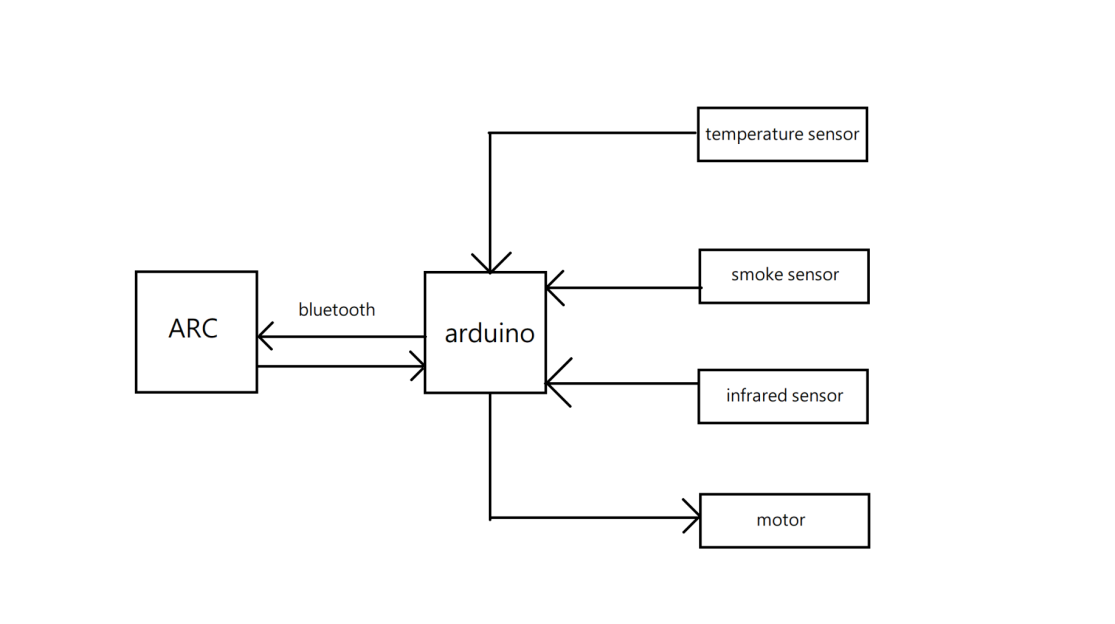 temperature sensor
smoke sensor
bluetooth
ARC
arduino
infrared sensor
motor